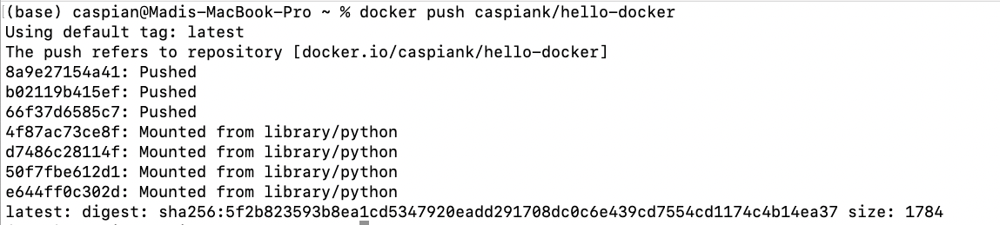 (base) caspian@Madis-MacBook-Pro ~ % docker push caspiank/hello-docker
Using default tag: latest
The push refers to repository [docker.io/caspiank/hello-docker]
8a9e27154a41: Pushed
b02119b415ef: Pushed
66f37d6585c7: Pushed
4f87ac73ce8f: Mounted from library/python
d7486c28114f: Mounted from library/python
50f7fbe612d1: Mounted from library/python
e644ff0c302d: Mounted from library/python
latest: digest: sha256:5f2b823593b8ea1cd5347920eadd291708dc0c6e439cd7554cd1174c4b14ea37 size: 1784